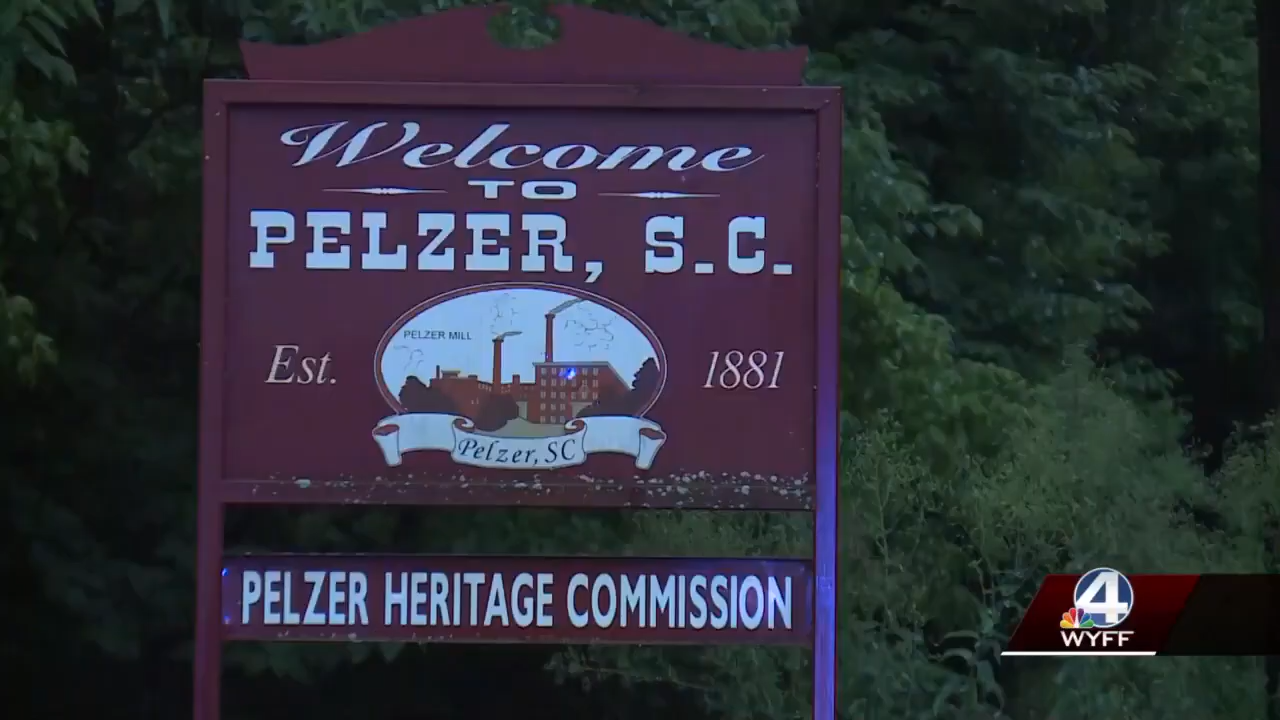 Welcome
TO
PELZER, S.C.
PELZER MILL
Est. 1881
Pelzer, SC
PELZER HERITAGE COMMISSION
4
WYFF